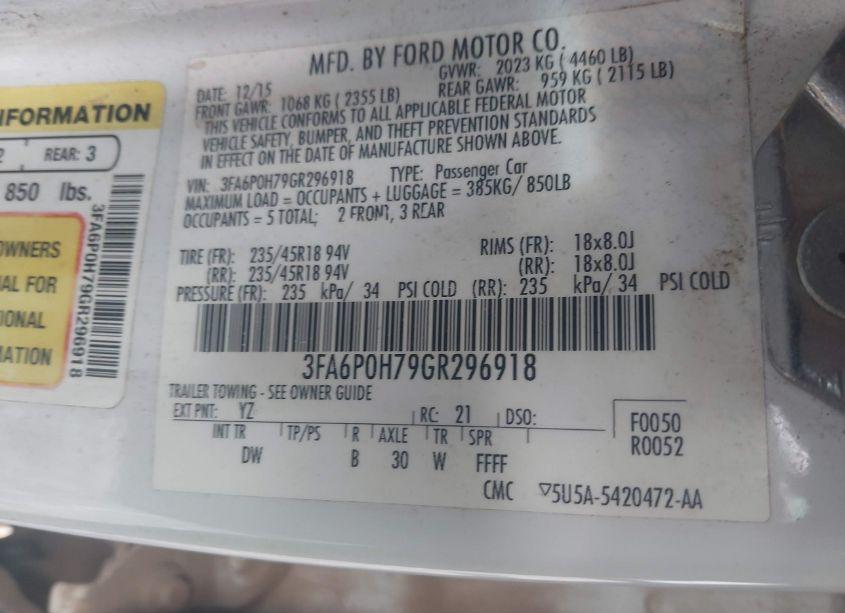 INFORMATION
2 REAR: 3
850 lbs.
OWNERS
FOR
MATION
3FA6P0H79GR296918
MFD. BY FORD MOTOR CO.
DATE: 12/15 GVWR: 2023 KG ( 4460 LB)
FRONT GAWR: 1068 KG ( 2355 LB) REAR GAWR: 959 KG ( 2115 LB)
THIS VEHICLE CONFORMS TO ALL APPLICABLE FEDERAL MOTOR
VEHICLE SAFETY, BUMPER, AND THEFT PREVENTION STANDARDS
IN EFFECT ON THE DATE OF MANUFACTURE SHOWN ABOVE.
VIN: 3FA6P0H79GR296918 TYPE: Passenger Car
MAXIMUM LOAD = OCCUPANTS + LUGGAGE = 385KG/ 850LB
OCCUPANTS = 5 TOTAL; 2 FRONT, 3 REAR
TIRE (FR): 235/45R18 94V RIMS (FR): 18x8.0J
(RR): 235/45R18 94V (RR): 18x8.0J
PRESSURE (FR): 235 kPa/ 34 PSI COLD (RR): 235 kPa/ 34 PSI COLD
3FA6P0H79GR296918
TRAILER TOWING - SEE OWNER GUIDE
EXT PNT: YZ RC: 21 DSO: F0050
R0052
INT TR TP/PS R AXLE TR SPR
DW B 30 W FFFF
CMC ▽5U5A-5420472-AA